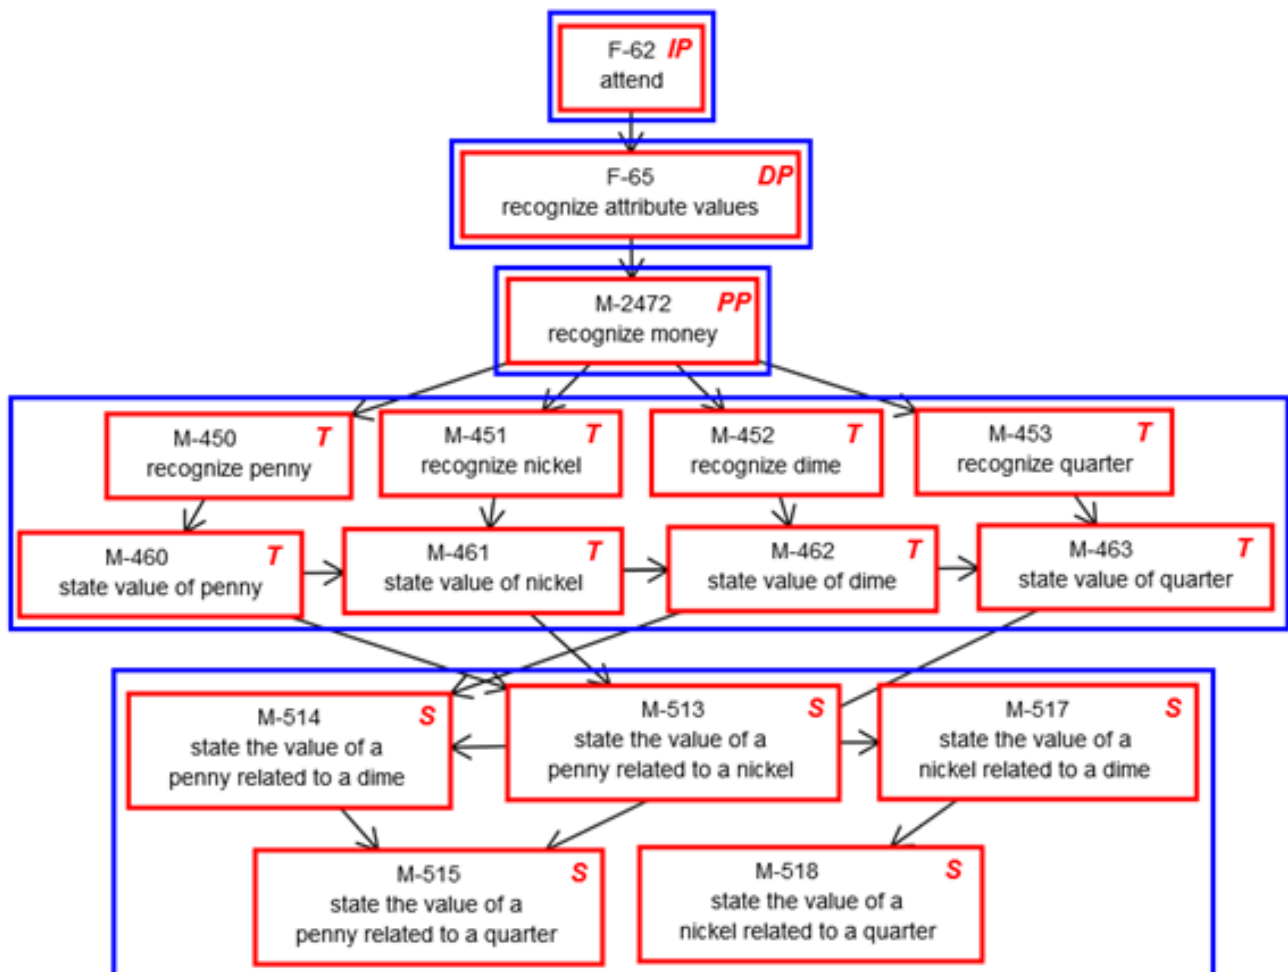 F-62 IP
attend
F-65 DP
recognize attribute values
M-2472 PP
recognize money
M-450 T
recognize penny
M-451 T
recognize nickel
M-452 T
recognize dime
M-453 T
recognize quarter
M-460 T
state value of penny
M-461 T
state value of nickel
M-462 T
state value of dime
M-463 T
state value of quarter
M-514 S
state the value of a
penny related to a dime
M-513 S
state the value of a
penny related to a nickel
M-517 S
state the value of a
nickel related to a dime
M-515 S
state the value of a
penny related to a quarter
M-518 S
state the value of a
nickel related to a quarter